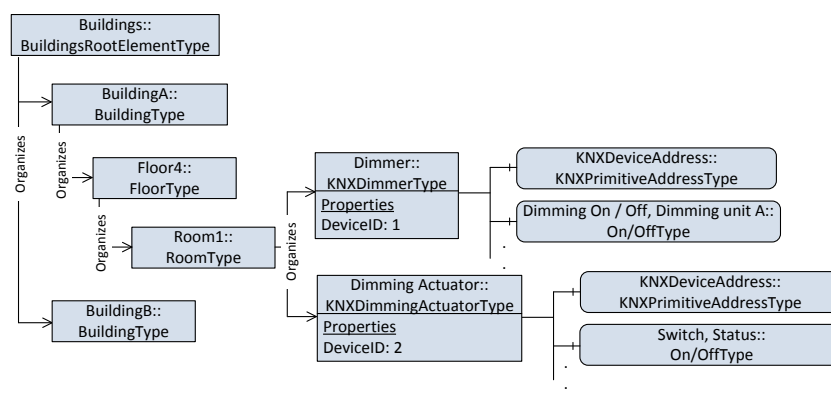 Buildings::
BuildingsRootElementType
BuildingA::
BuildingType
Organizes
Organizes
Floor4::
FloorType
Organizes
Room1::
RoomType
BuildingB::
BuildingType
Organizes
Dimmer::
KNXDimmerType
Properties
DeviceID: 1
KNXDeviceAddress::
KNXPrimitiveAddressType
Dimming On / Off, Dimming unit A::
On/OffType
Dimming Actuator::
KNXDimmingActuatorType
Properties
DeviceID: 2
KNXDeviceAddress::
KNXPrimitiveAddressType
Switch, Status::
On/OffType